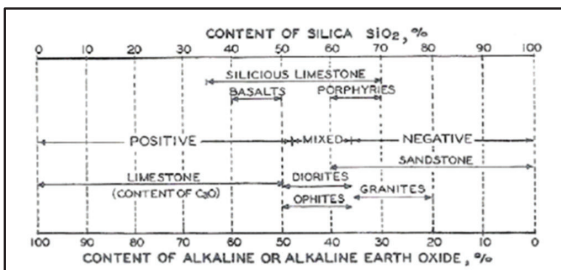 CONTENT OF SILICA SiO₂, %
0 10 20 30 40 50 60 70 80 90 100
SILICIOUS LIMESTONE
BASALTS PORPHYRIES
POSITIVE MIXED NEGATIVE
SANDSTONE
LIMESTONE DIORITES
(CONTENT OF CaO) GRANITES
OPHITES
100 90 80 70 60 50 40 30 20 10 0
CONTENT OF ALKALINE OR ALKALINE EARTH OXIDE, %